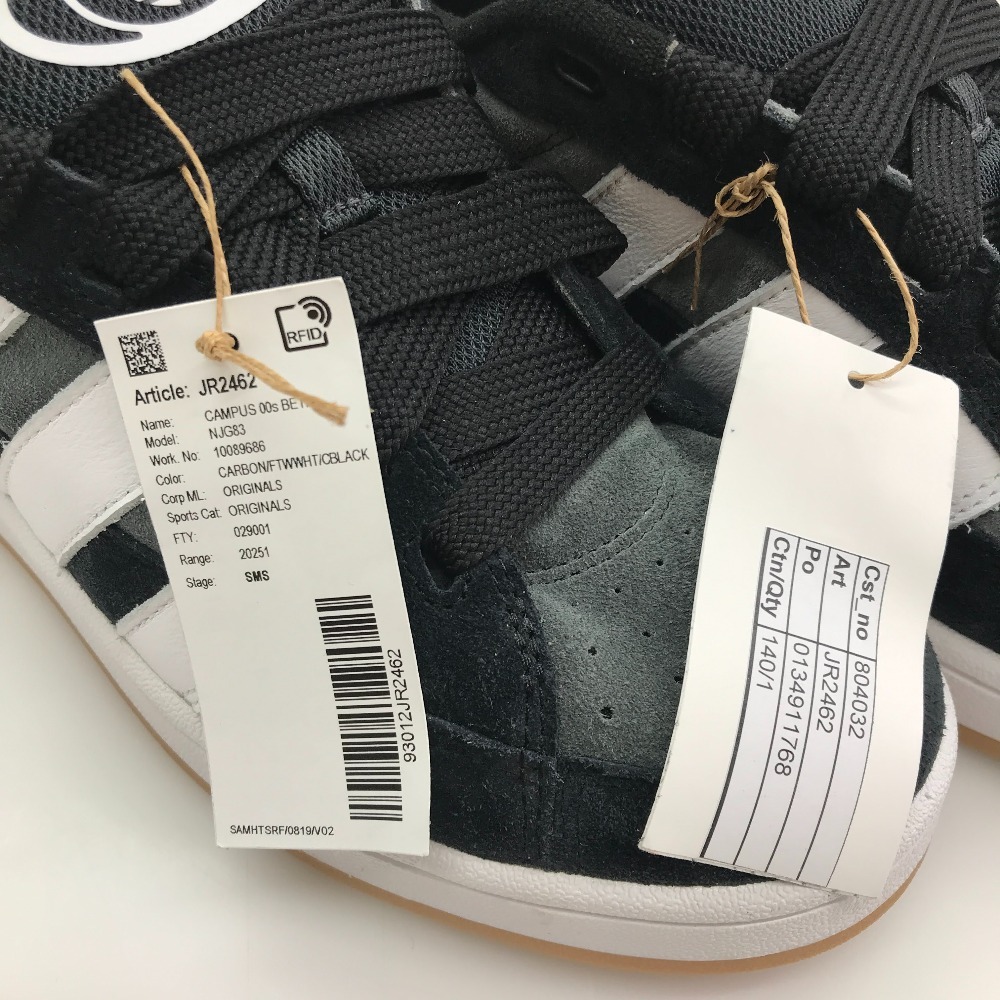 RFID
Article: JR2462
Name: CAMPUS 00s
Model: NJG83
Work. No: 10089686
Color: CARBON/FTWWHT/CBLACK
Corp ML: ORIGINALS
Sports Cat: ORIGINALS
FTY: 029001
Range: 20251
Stage: SMS
93012JR2462
SAMHTSRF/0819/V02
Cst_no 804032
Art JR2462
Po 0134911768
Ctn/Qty 140/1